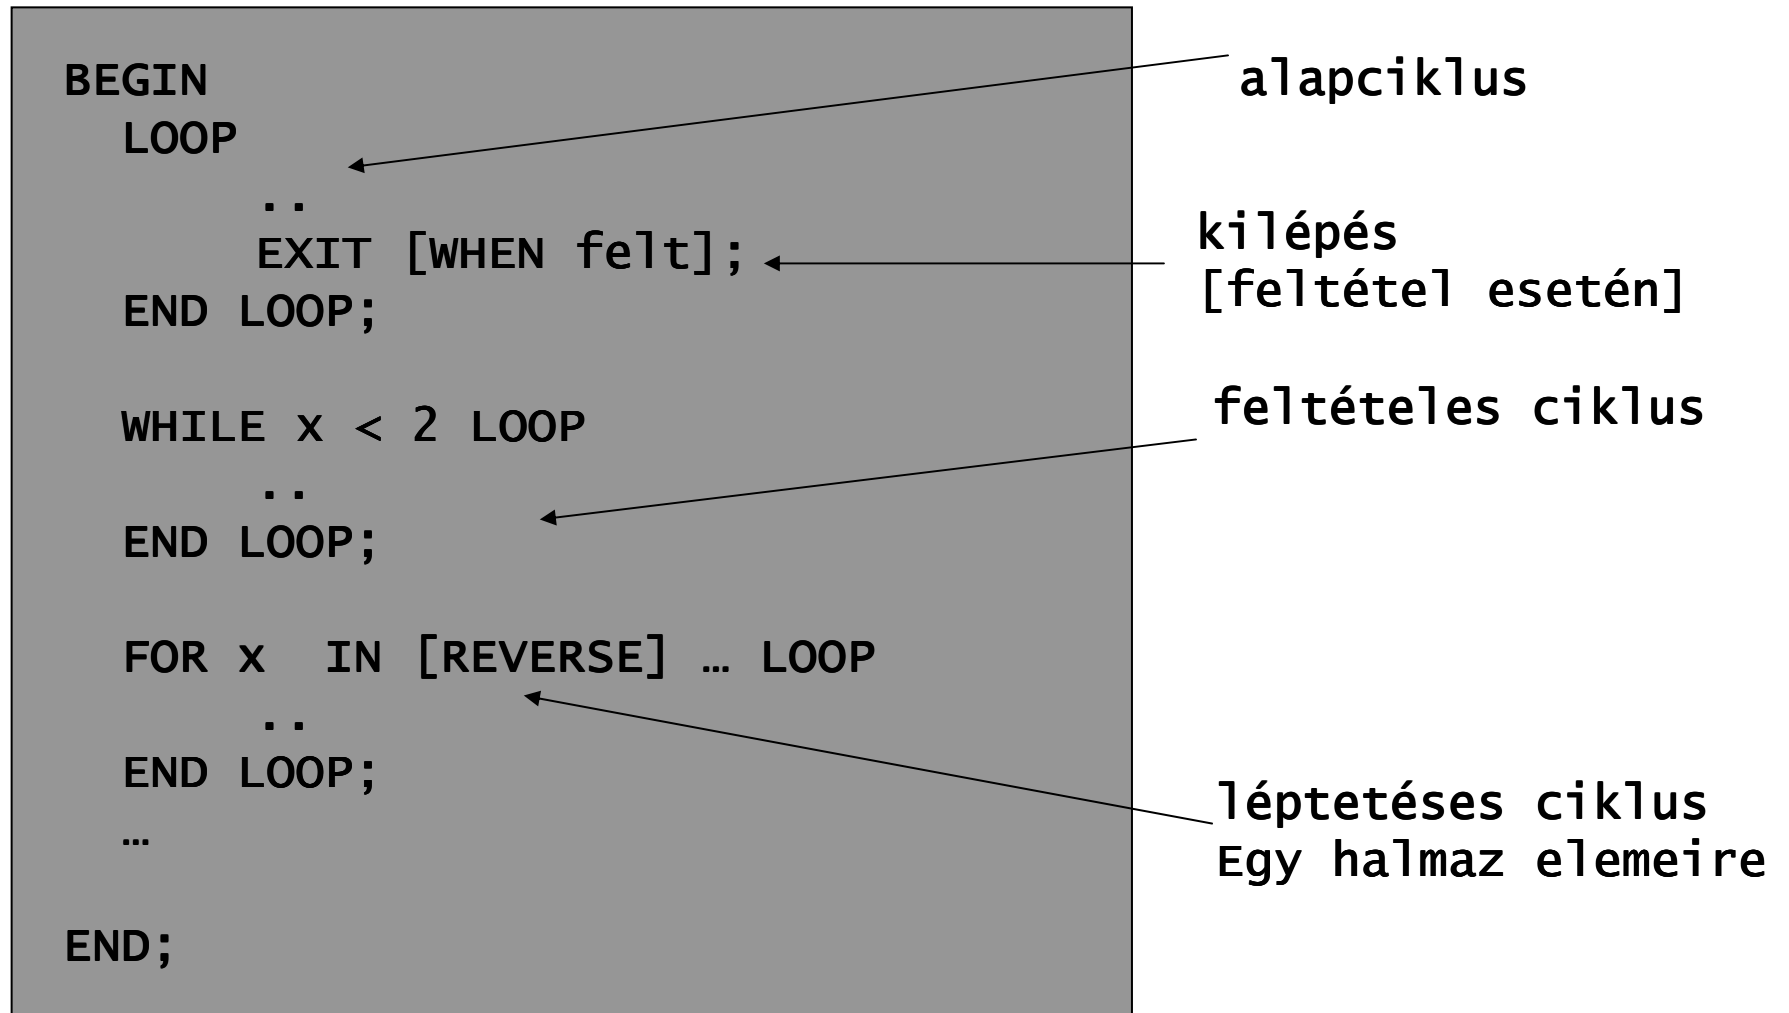 BEGIN
LOOP
..
EXIT [WHEN felt];
END LOOP;
WHILE x < 2 LOOP
..
END LOOP;
FOR x  IN [REVERSE] … LOOP
..
END LOOP;
…
END;
alapciklus
kilépés
[feltétel esetén]
feltételes ciklus
léptetéses ciklus
Egy halmaz elemeire